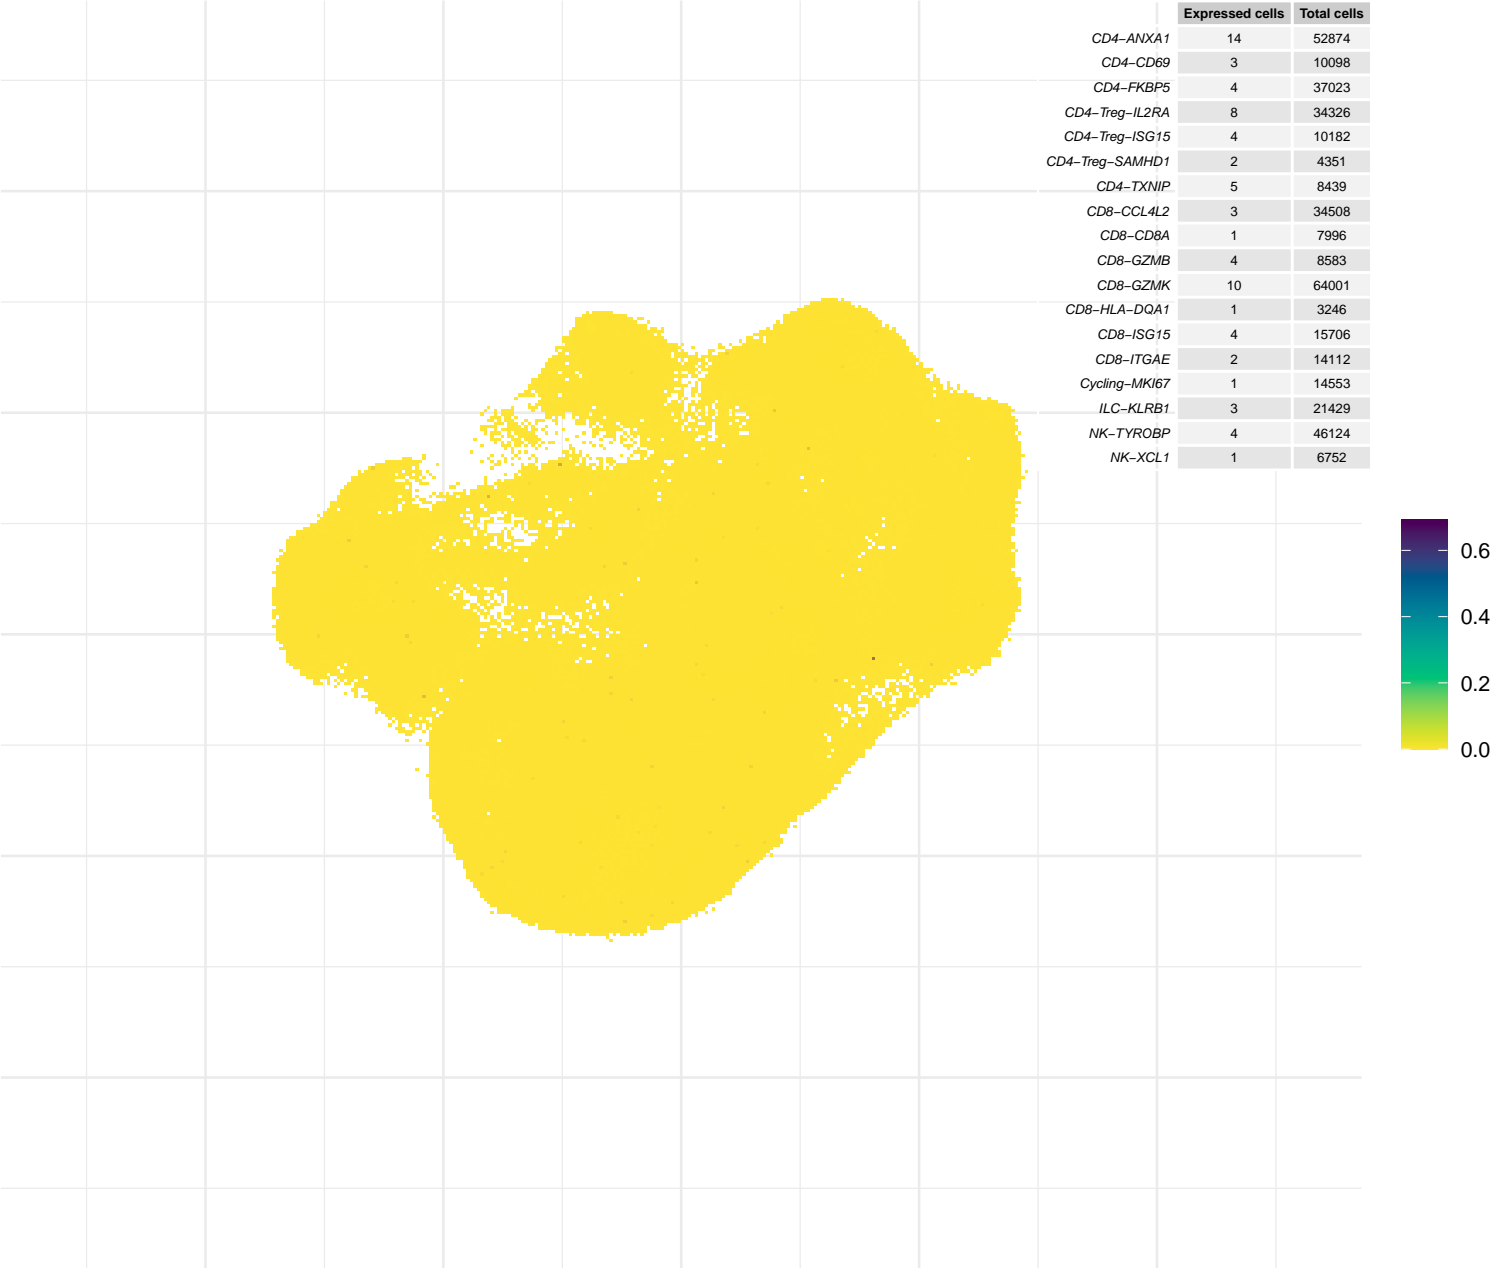 Expressed cells Total cells
CD4−ANXA1 14 52874
CD4−CD69 3 10098
CD4−FKBP5 4 37023
CD4−Treg−IL2RA 8 34326
CD4−Treg−ISG15 4 10182
CD4−Treg−SAMHD1 2 4351
CD4−TXNIP 5 8439
CD8−CCL4L2 3 34508
CD8−CD8A 1 7996
CD8−GZMB 4 8583
CD8−GZMK 10 64001
CD8−HLA−DQA1 1 3246
CD8−ISG15 4 15706
CD8−ITGAE 2 14112
Cycling−MKI67 1 14553
ILC−KLRB1 3 21429
NK−TYROBP 4 46124
NK−XCL1 1 6752
0.6
0.4
0.2
0.0